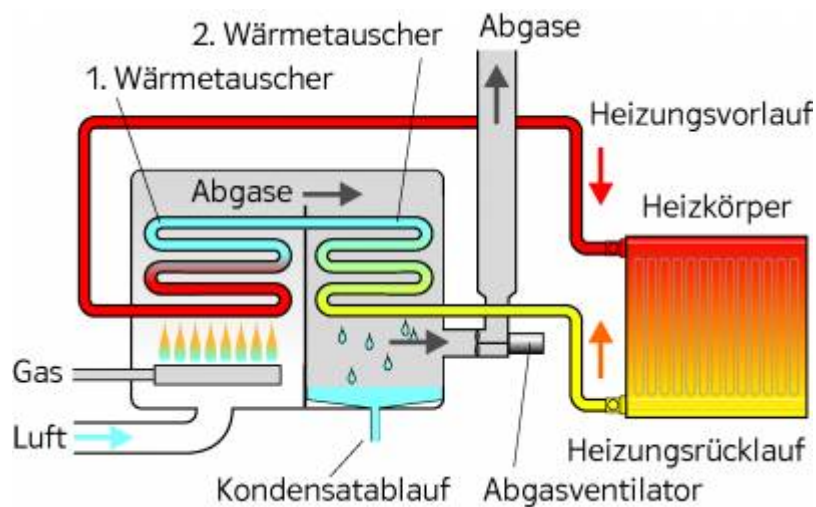 2. Wärmetauscher
Abgase
1. Wärmetauscher
Heizungsvorlauf
Abgase
Heizkörper
Gas
Luft
Heizungsrücklauf
Kondensatablauf
Abgasventilator